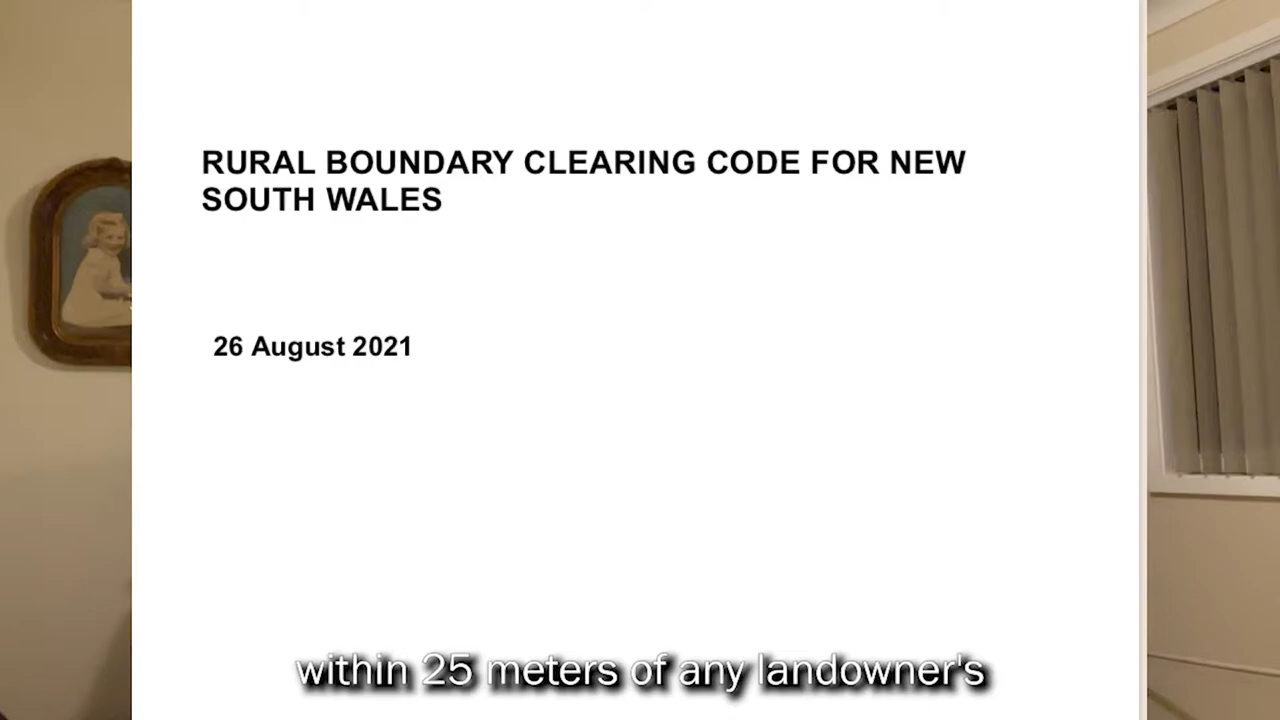 RURAL BOUNDARY CLEARING CODE FOR NEW
SOUTH WALES
26 August 2021
within 25 meters of any landowner's